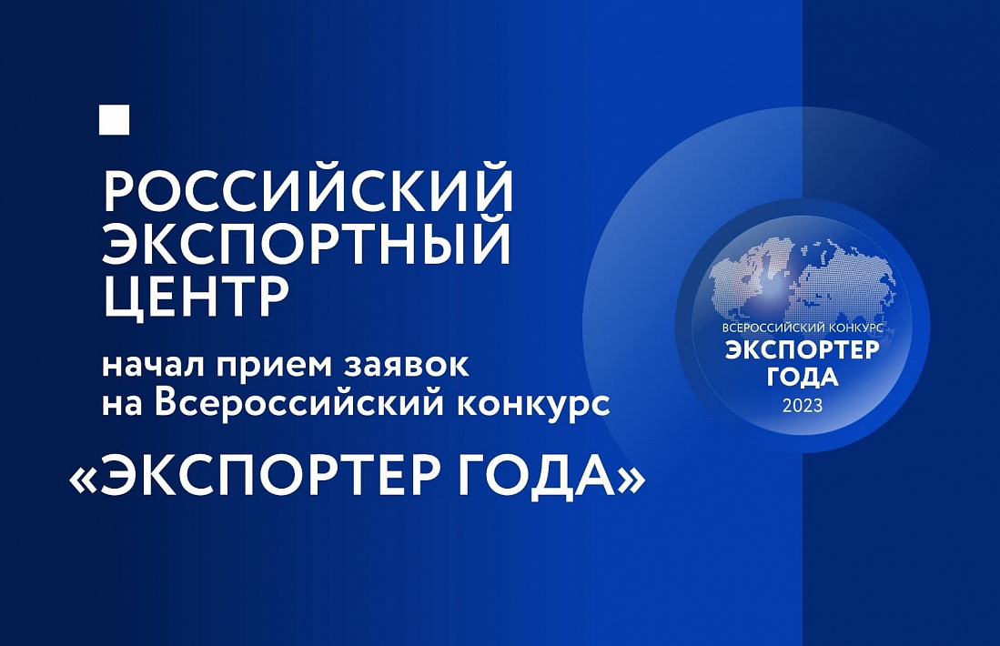 РОССИЙСКИЙ
ЭКСПОРТНЫЙ
ЦЕНТР
начал прием заявок
на Всероссийский конкурс
«ЭКСПОРТЕР ГОДА»
ВСЕРОССИЙСКИЙ КОНКУРС
ЭКСПОРТЕР
ГОДА
2023